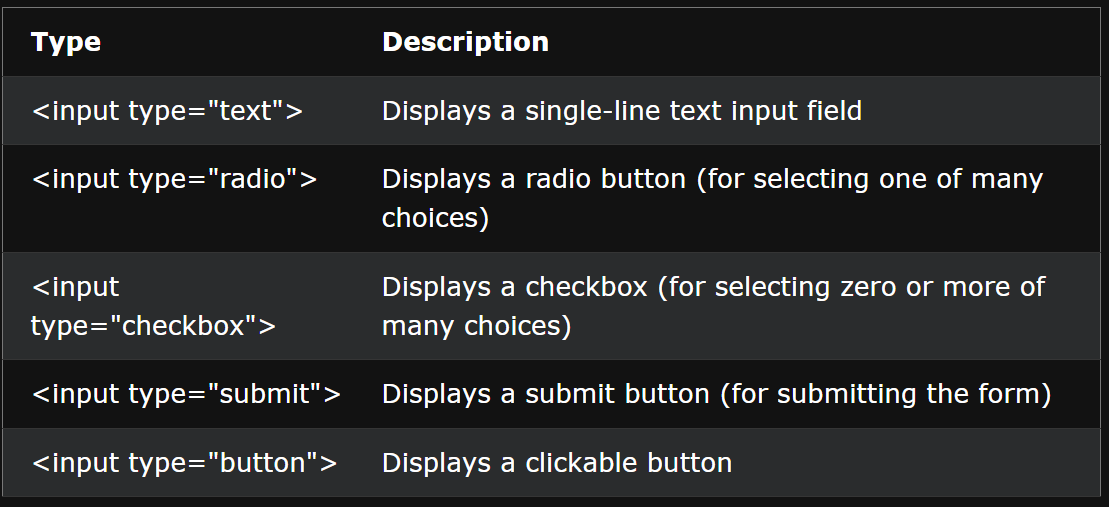 Type Description
<input type="text"> Displays a single-line text input field
<input type="radio"> Displays a radio button (for selecting one of many
choices)
<input Displays a checkbox (for selecting zero or more of
type="checkbox"> many choices)
<input type="submit"> Displays a submit button (for submitting the form)
<input type="button"> Displays a clickable button